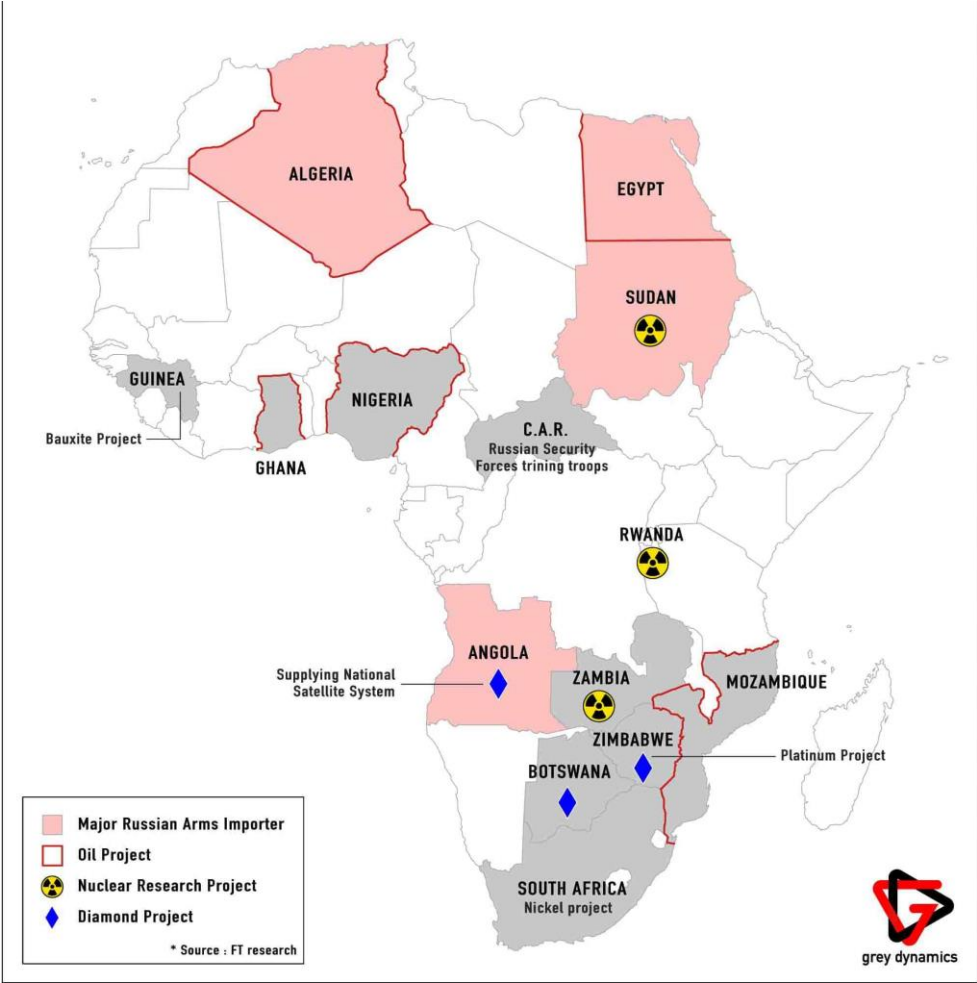 ALGERIA
EGYPT
SUDAN
GUINEA
Bauxite Project
GHANA
NIGERIA
C.A.R.
Russian Security
Forces trining troops
RWANDA
ANGOLA
Supplying National
Satellite System
ZAMBIA
MOZAMBIQUE
ZIMBABWE
Platinum Project
BOTSWANA
SOUTH AFRICA
Nickel project
Major Russian Arms Importer
Oil Project
Nuclear Research Project
Diamond Project
* Source : FT research
grey dynamics